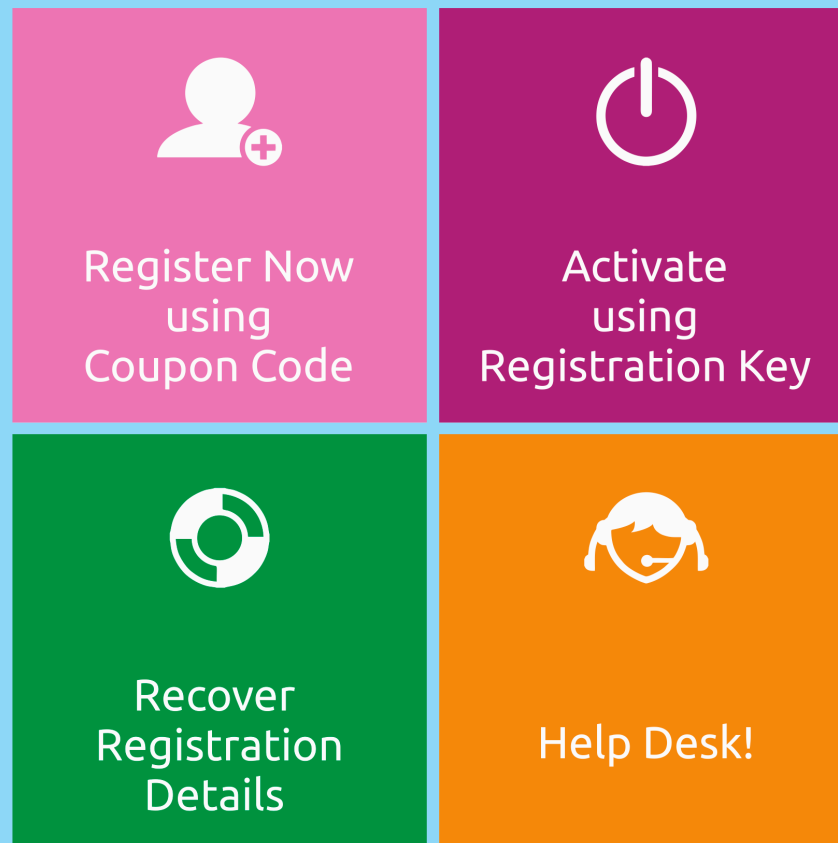 Register Now
using
Coupon Code
Activate
using
Registration Key
Recover
Registration
Details
Help Desk!